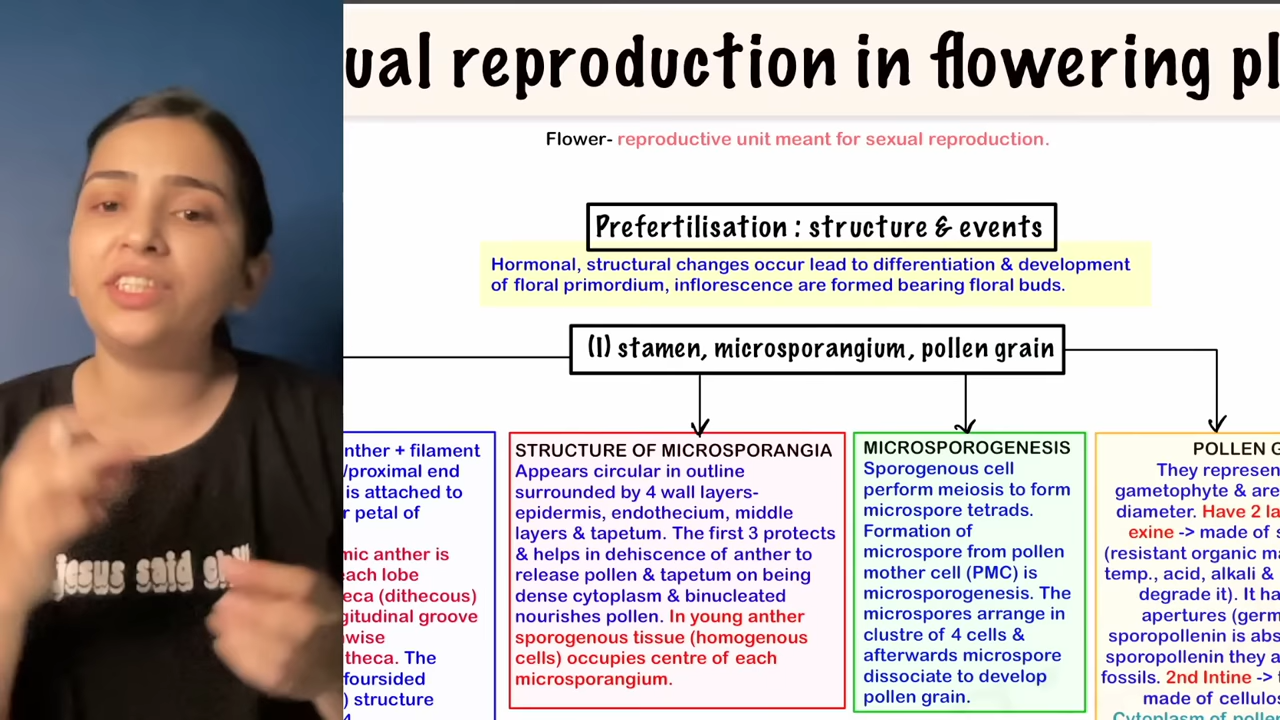 ual reproduction in flowering pl
Flower- reproductive unit meant for sexual reproduction.
Prefertilisation : structure & events
Hormonal, structural changes occur lead to differentiation & development
of floral primordium, inflorescence are formed bearing floral buds.
(I) stamen, microsporangium, pollen grain
nther + filament
/proximal end
is attached to
r petal of
mic anther is
each lobe
eca (dithecous)
gitudinal groove
wise
theca. The
foursided
) structure
STRUCTURE OF MICROSPORANGIA
Appears circular in outline
surrounded by 4 wall layers-
epidermis, endothecium, middle
layers & tapetum. The first 3 protects
& helps in dehiscence of anther to
release pollen & tapetum on being
dense cytoplasm & binucleated
nourishes pollen. In young anther
sporogenous tissue (homogenous
cells) occupies centre of each
microsporangium.
MICROSPOROGENESIS
Sporogenous cell
perform meiosis to form
microspore tetrads.
Formation of
microspore from pollen
mother cell (PMC) is
microsporogenesis. The
microspores arrange in
clustre of 4 cells &
afterwards microspore
dissociate to develop
pollen grain.
POLLEN G
They represen
gametophyte & are
diameter. Have 2 la
exine -> made of s
(resistant organic ma
temp., acid, alkali &
degrade it). It ha
apertures (germ
sporopollenin is abs
sporopollenin they a
fossils. 2nd Intine -> t
made of cellulos
Cytoplasm of polle
jesus said